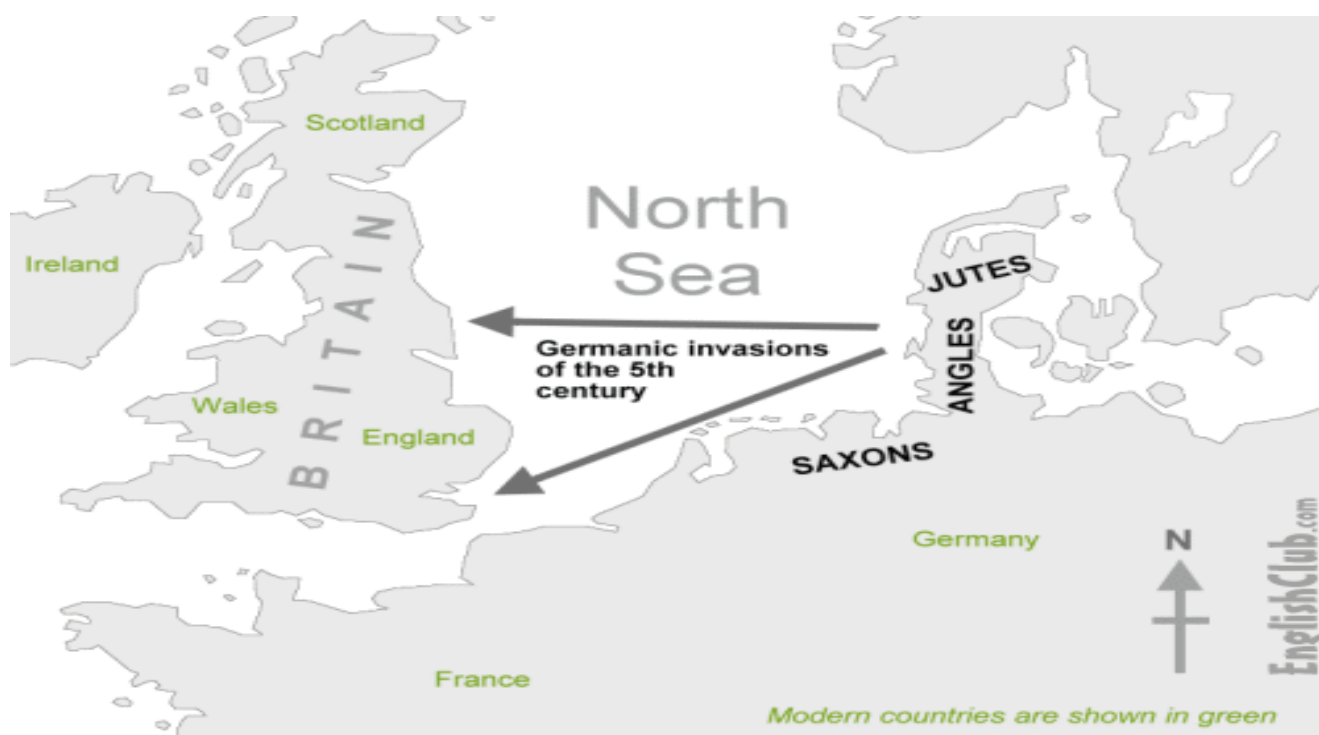 Scotland
North
Sea
BRITAIN
Ireland
JUTES
ANGLES
Germanic invasions
of the 5th
century
Wales
England
SAXONS
Germany
N
France
EnglishClub.com
Modern countries are shown in green